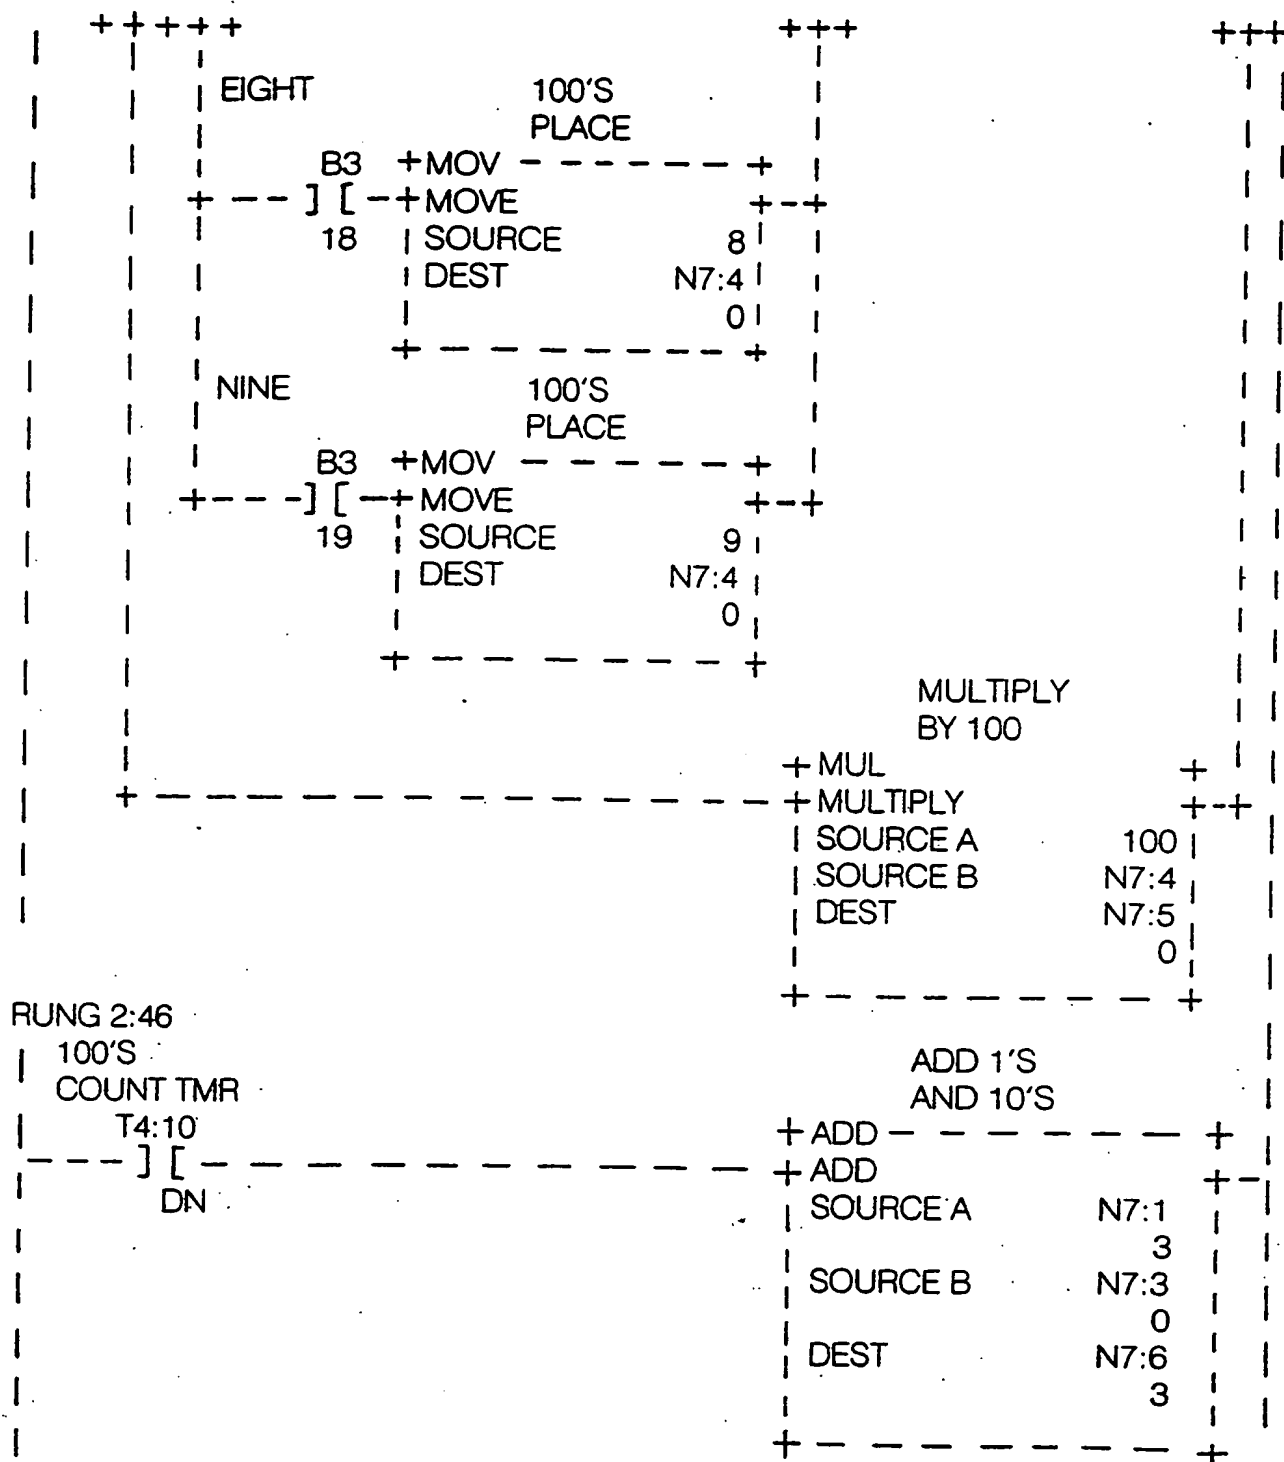 EIGHT
100'S
PLACE
B3
MOV
] [
MOVE
18
SOURCE 8
DEST N7:4
0
NINE
100'S
PLACE
B3
MOV
] [
MOVE
19
SOURCE 9
DEST N7:4
0
MULTIPLY
BY 100
MUL
MULTIPLY
SOURCE A 100
SOURCE B N7:4
DEST N7:5
0
RUNG 2:46
100'S
COUNT TMR
T4:10
] [
DN
ADD 1'S
AND 10'S
ADD
ADD
SOURCE A N7:1
3
SOURCE B N7:3
0
DEST N7:6
3